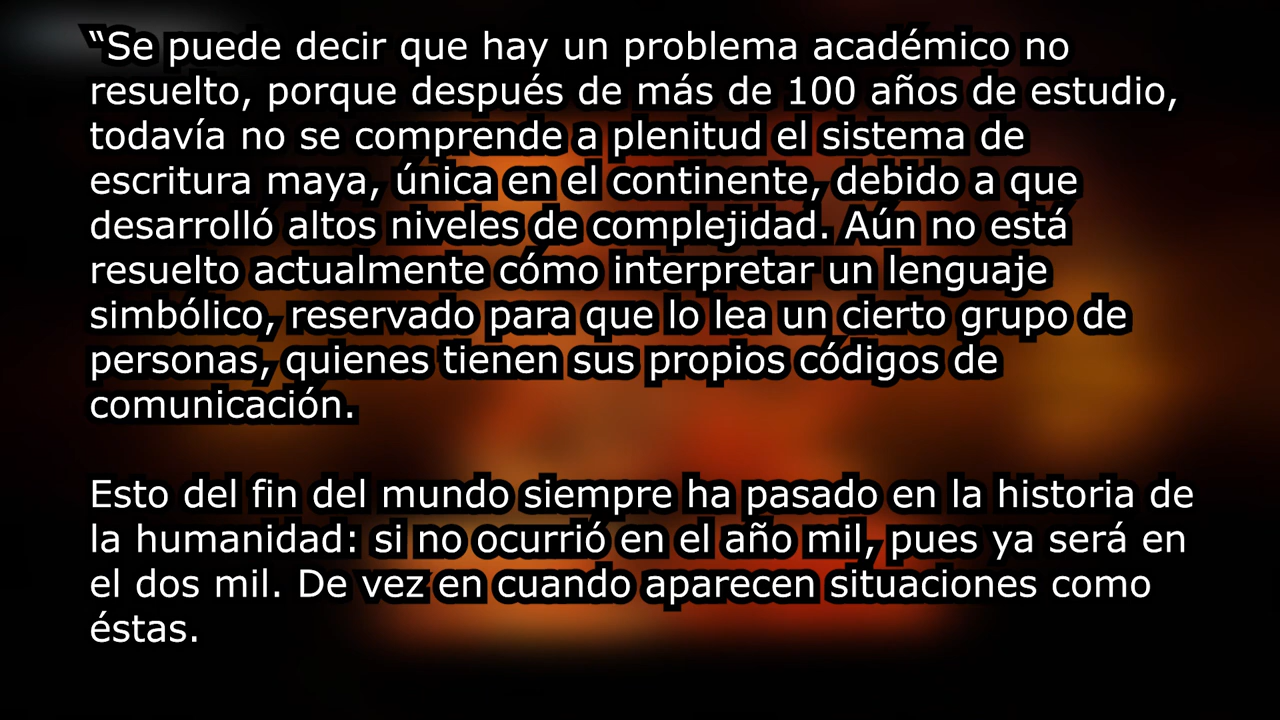 “Se puede decir que hay un problema académico no
resuelto, porque después de más de 100 años de estudio,
todavía no se comprende a plenitud el sistema de
escritura maya, única en el continente, debido a que
desarrolló altos niveles de complejidad. Aún no está
resuelto actualmente cómo interpretar un lenguaje
simbólico, reservado para que lo lea un cierto grupo de
personas, quienes tienen sus propios códigos de
comunicación.

Esto del fin del mundo siempre ha pasado en la historia de
la humanidad: si no ocurrió en el año mil, pues ya será en
el dos mil. De vez en cuando aparecen situaciones como
éstas.